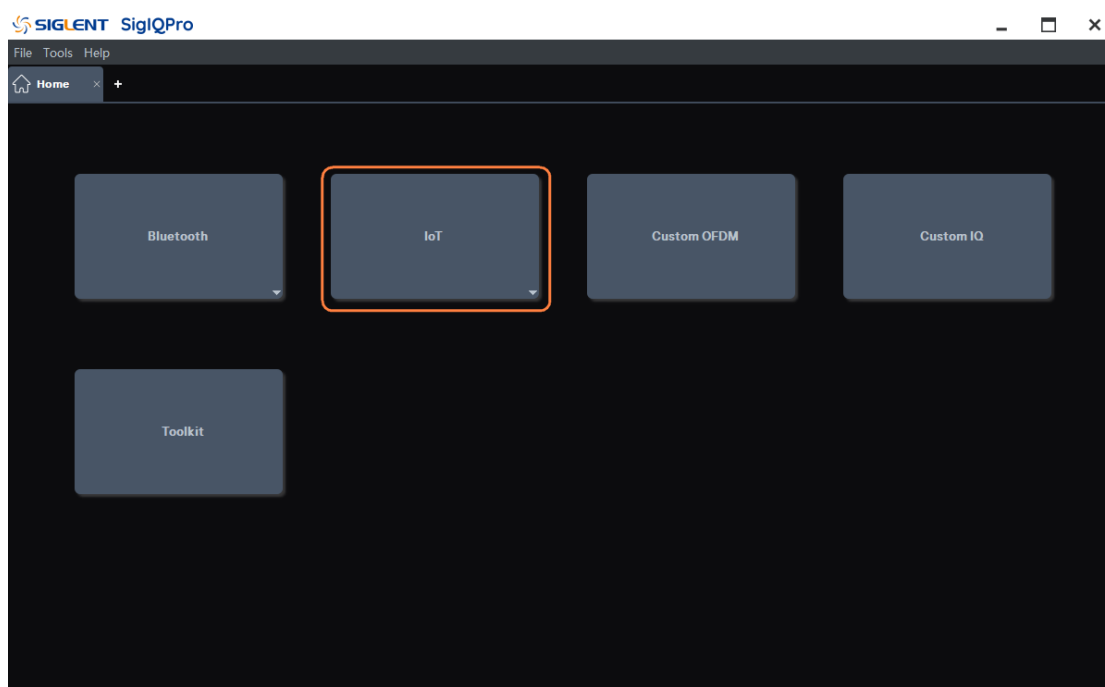 SIGLENT SigIQPro
File Tools Help
Home
Bluetooth
IoT
Custom OFDM
Custom IQ
Toolkit